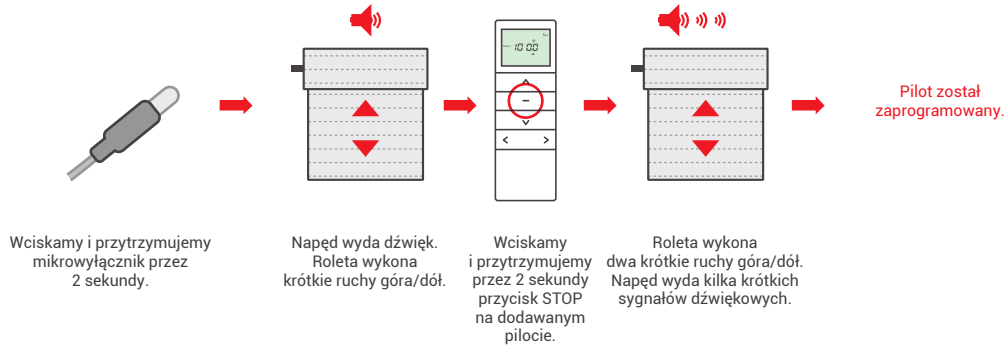 10 00
Pilot został
zaprogramowany.
Wciskamy i przytrzymujemy
mikrowyłącznik przez
2 sekundy.
Napęd wyda dźwięk.
Roleta wykona
krótkie ruchy góra/dół.
Wciskamy
i przytrzymujemy
przez 2 sekundy
przycisk STOP
na dodawanym
pilocie.
Roleta wykona
dwa krótkie ruchy góra/dół.
Napęd wyda kilka krótkich
sygnałów dźwiękowych.